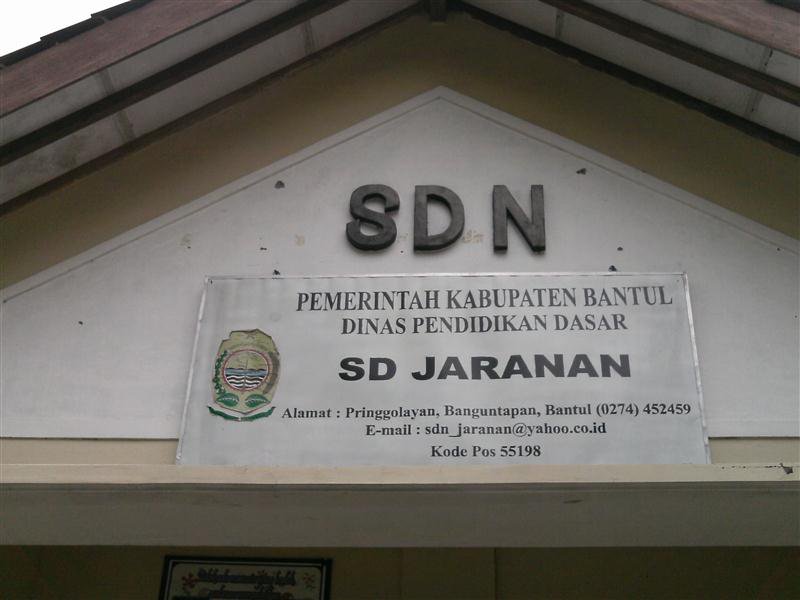 SDN
PEMERINTAH KABUPATEN BANTUL
DINAS PENDIDIKAN DASAR
SD JARANAN
Alamat : Pringgolayan, Banguntapan, Bantul (0274) 452459
E-mail : sdn_jaranan@yahoo.co.id
Kode Pos 55198